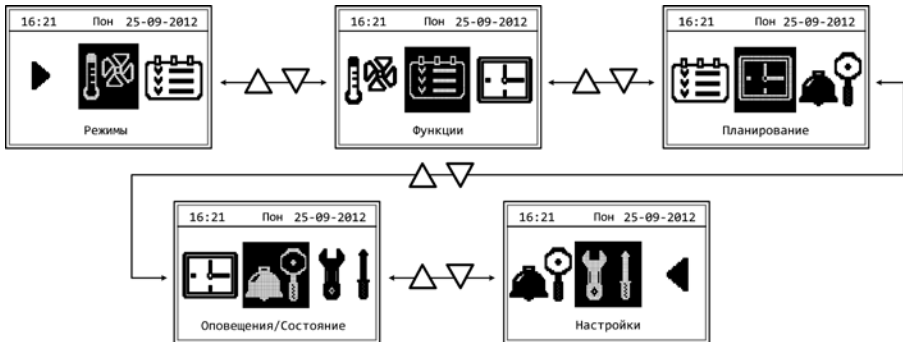 16:21 Пон 25-09-2012
Режимы
16:21 Пон 25-09-2012
Функции
16:21 Пон 25-09-2012
Планирование
16:21 Пон 25-09-2012
Оповещения/Состояние
16:21 Пон 25-09-2012
Настройки